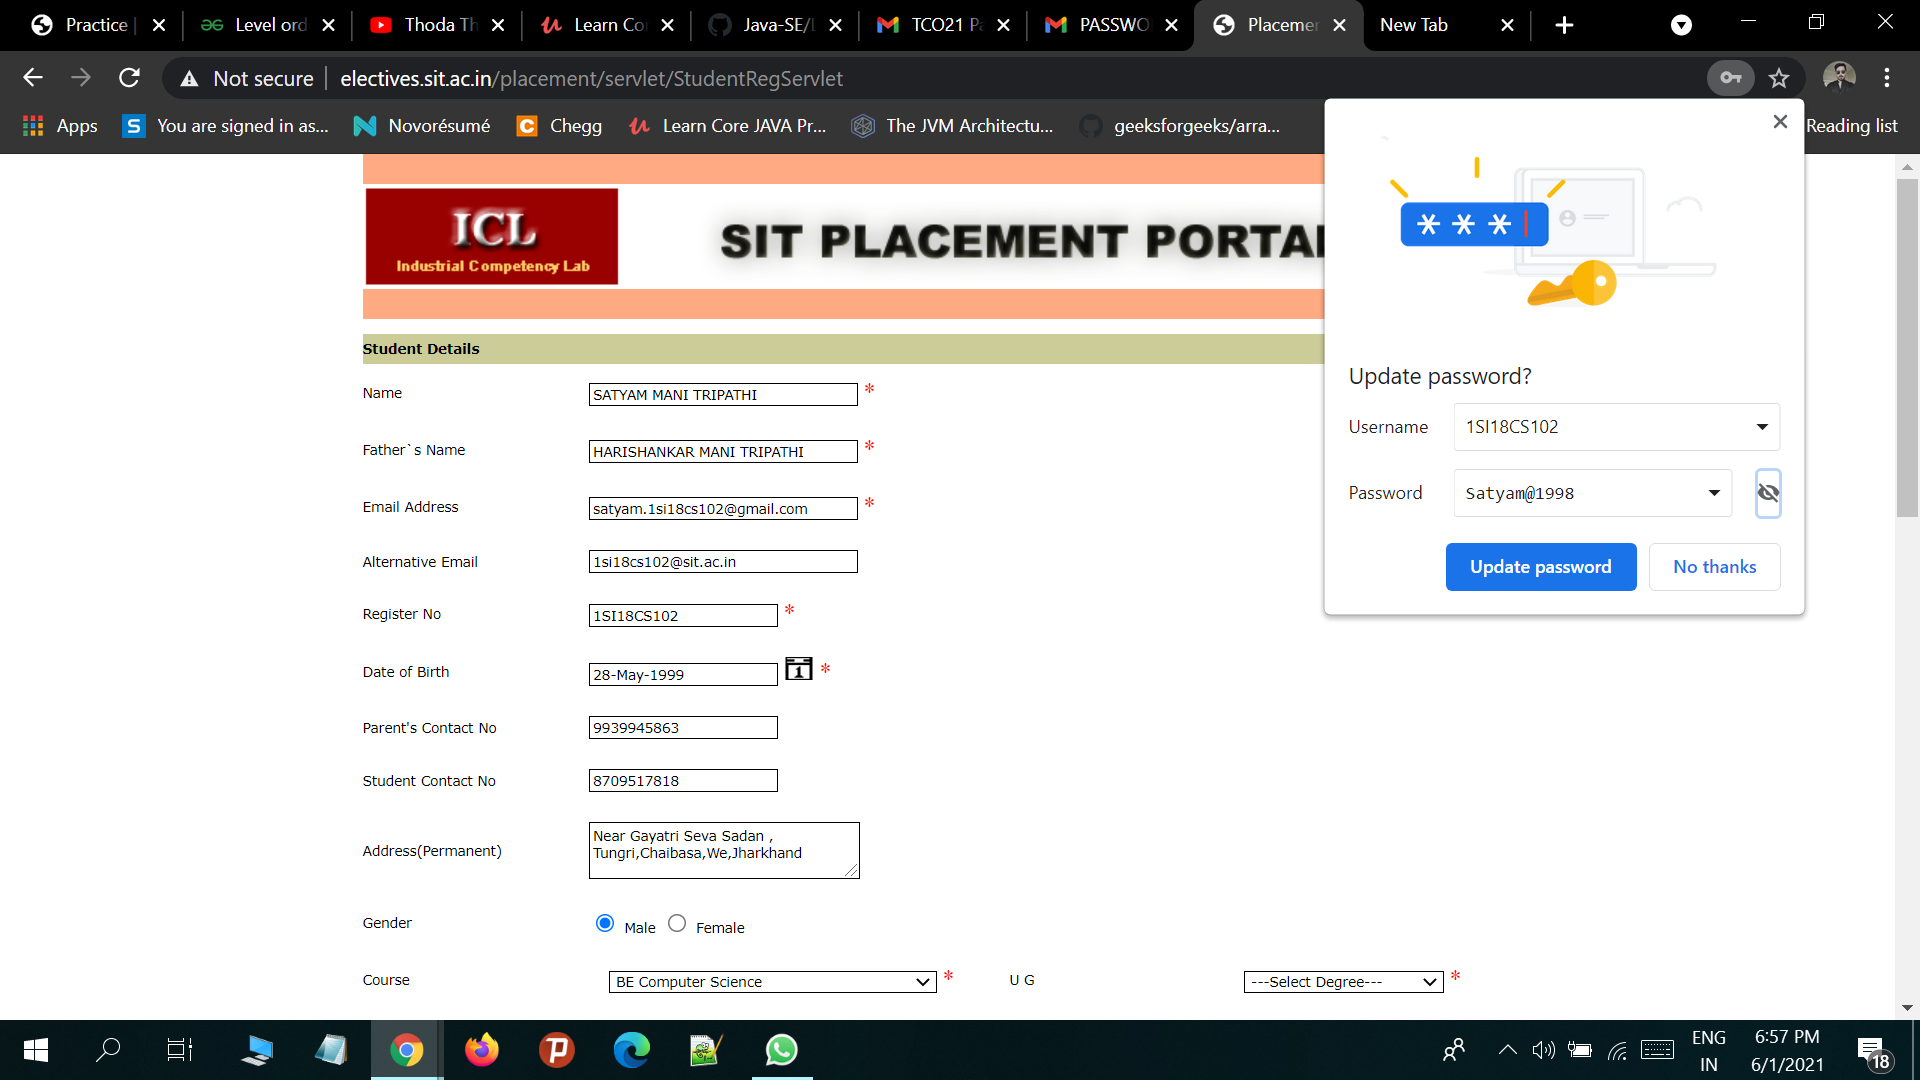 Practice
Level ord
Thoda Th
Learn Co
Java-SE/
TCO21 Pa
PASSWO
Placemen
New Tab
Not secure
electives.sit.ac.in/placement/servlet/StudentRegServlet
Apps
You are signed in as...
Novorésumé
Chegg
Learn Core JAVA Pr...
The JVM Architectu...
geeksforgeeks/arra...
Reading list
ICL
Industrial Competency Lab
SIT PLACEMENT PORTAL
Student Details
Name SATYAM MANI TRIPATHI *
Father`s Name HARISHANKAR MANI TRIPATHI *
Email Address satyam.1si18cs102@gmail.com *
Alternative Email 1si18cs102@sit.ac.in
Register No 1SI18CS102 *
Date of Birth 28-May-1999 1 *
Parent's Contact No 9939945863
Student Contact No 8709517818
Address(Permanent) Near Gayatri Seva Sadan ,
Tungri,Chaibasa,We,Jharkhand
Gender Male Female
Course BE Computer Science * U G ---Select Degree--- *
* * *
Update password?
Username 1SI18CS102
Password Satyam@1998
Update password
No thanks
ENG
IN
6:57 PM
6/1/2021
18